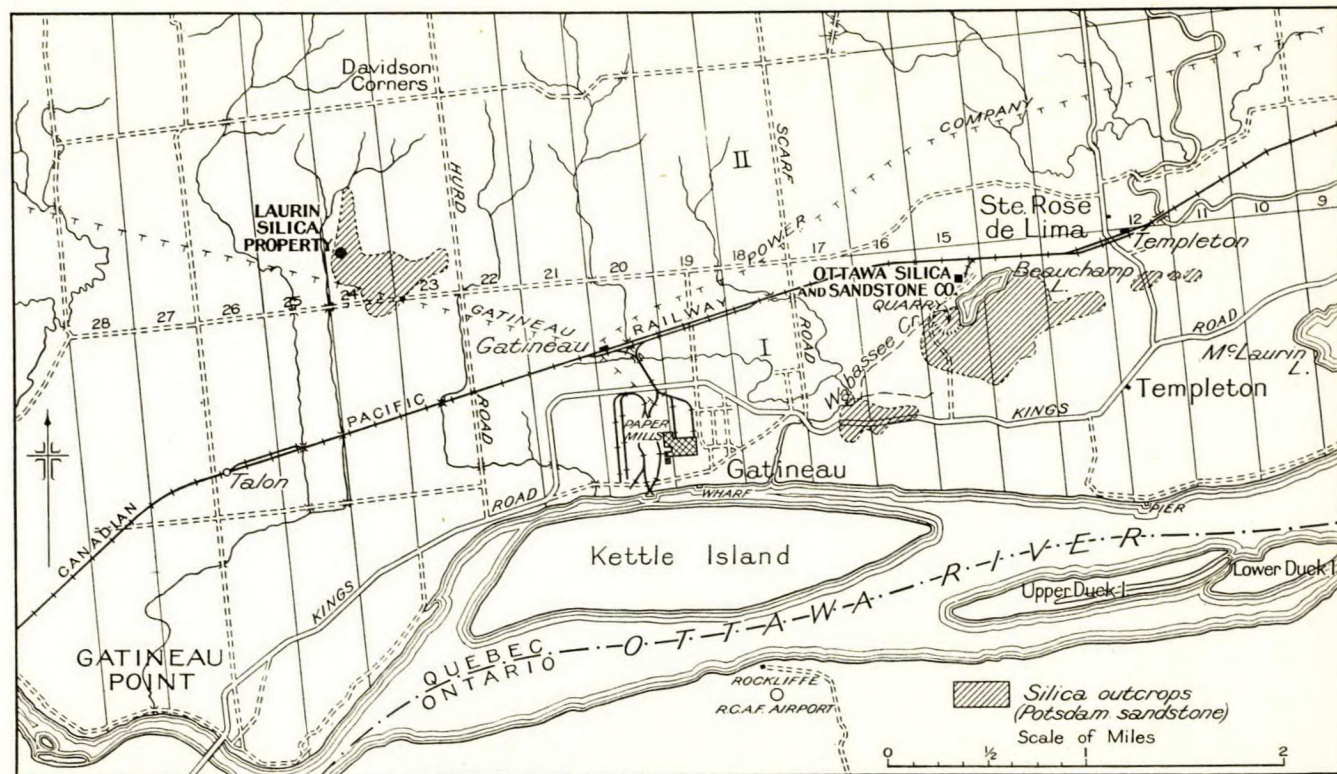 Davidson
Corners
HURD
ROAD
II
SCARF
ROAD
COMPANY
POWER
GATINEAU
LAURIN
SILICA
PROPERTY
Ste. Rose
de Lima
Templeton
28
27
26
25
24
23
22
21
20
19
18
17
16
15
12
11
10
9
OTTAWA SILICA
AND SANDSTONE CO.
QUARRY
Beauchamp
L.
Gatineau
RAILWAY
PACIFIC
CANADIAN
I
Wabassee Cr.
ROAD
McLaurin
L.
Templeton
KINGS
PAPER
MILLS
Gatineau
Talon
ROAD
KINGS
WHARF
PIER
Kettle Island
OTTAWA RIVER
Upper Duck I.
Lower Duck I.
GATINEAU
POINT
QUEBEC
ONTARIO
ROCKLIFFE
R.C.A.F. AIRPORT
Silica outcrops
(Potsdam sandstone)
Scale of Miles
0 ½ 1 2